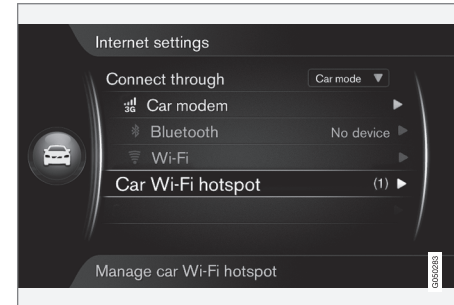 Internet settings
Connect through Car mode
3G Car modem
Bluetooth No device
Wi-Fi
Car Wi-Fi hotspot (1)
Manage car Wi-Fi hotspot
G050283